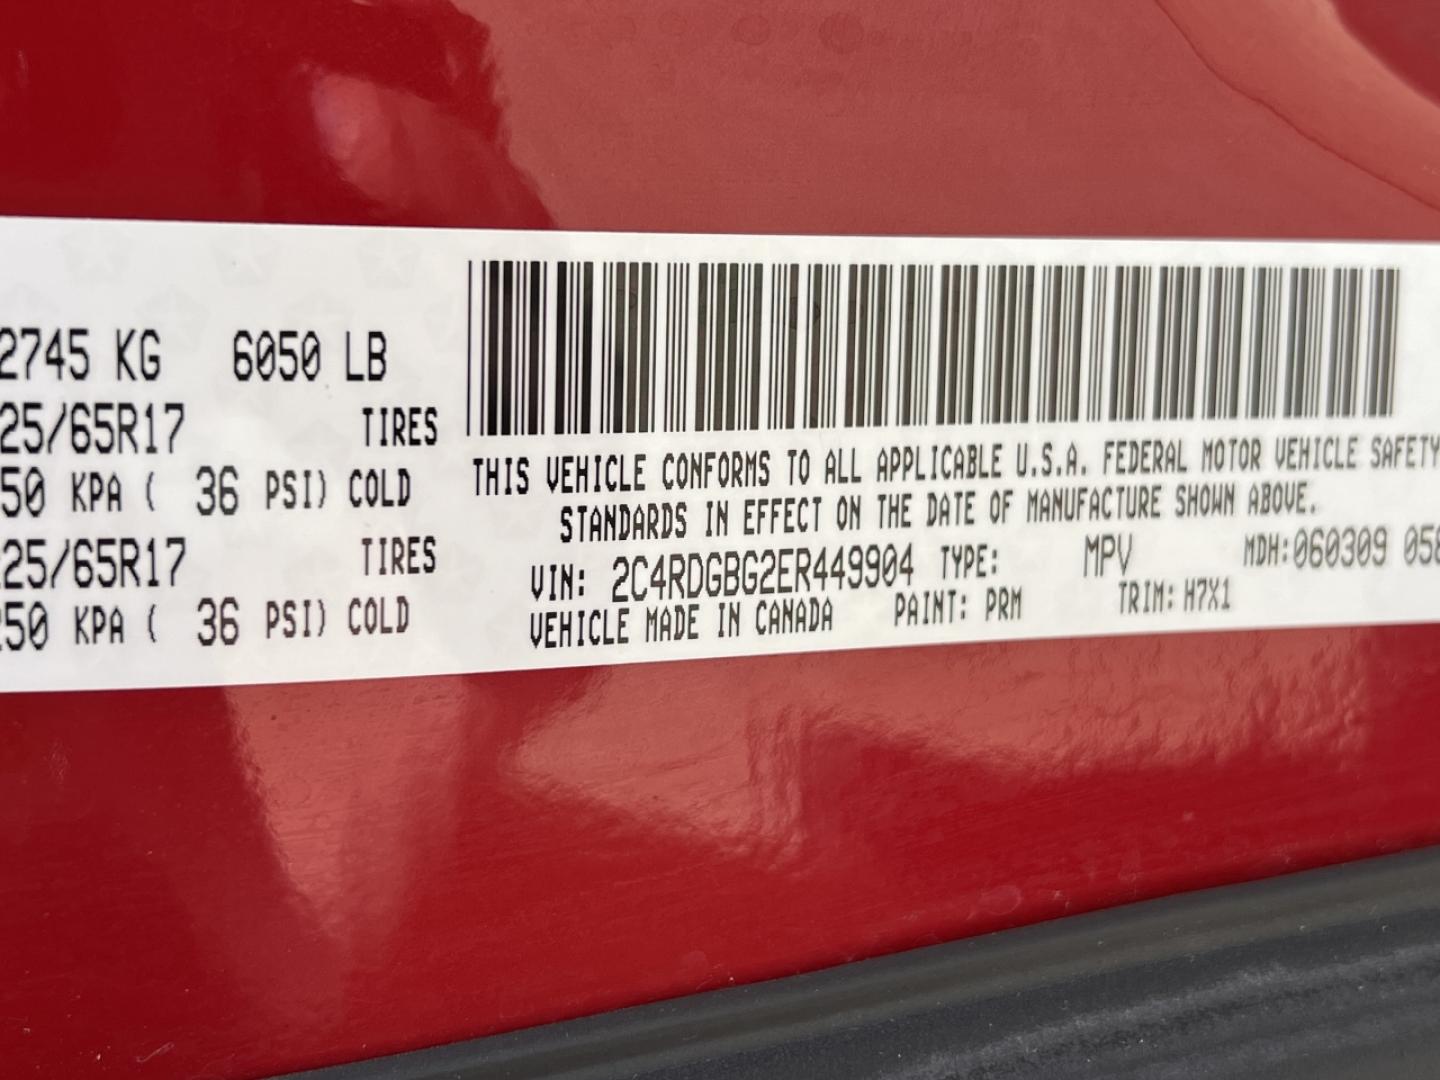 2745 KG 6050 LB
25/65R17 TIRES
50 KPA ( 36 PSI) COLD
25/65R17 TIRES
250 KPA ( 36 PSI) COLD
THIS VEHICLE CONFORMS TO ALL APPLICABLE U.S.A. FEDERAL MOTOR VEHICLE SAFETY
STANDARDS IN EFFECT ON THE DATE OF MANUFACTURE SHOWN ABOVE.
VIN: 2C4RDGBG2ER449904 TYPE: MPV MDH:060309 058
VEHICLE MADE IN CANADA PAINT: PRM TRIM: H7X1